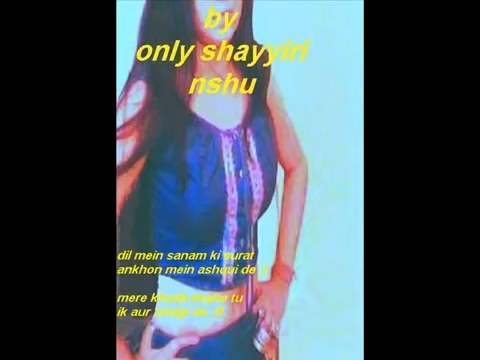 by
only shayyiri
nshu
dil mein sanam ki surat
ankhon mein ashqui de
mere khuda mujhe tu
ik aur zindgi de :D